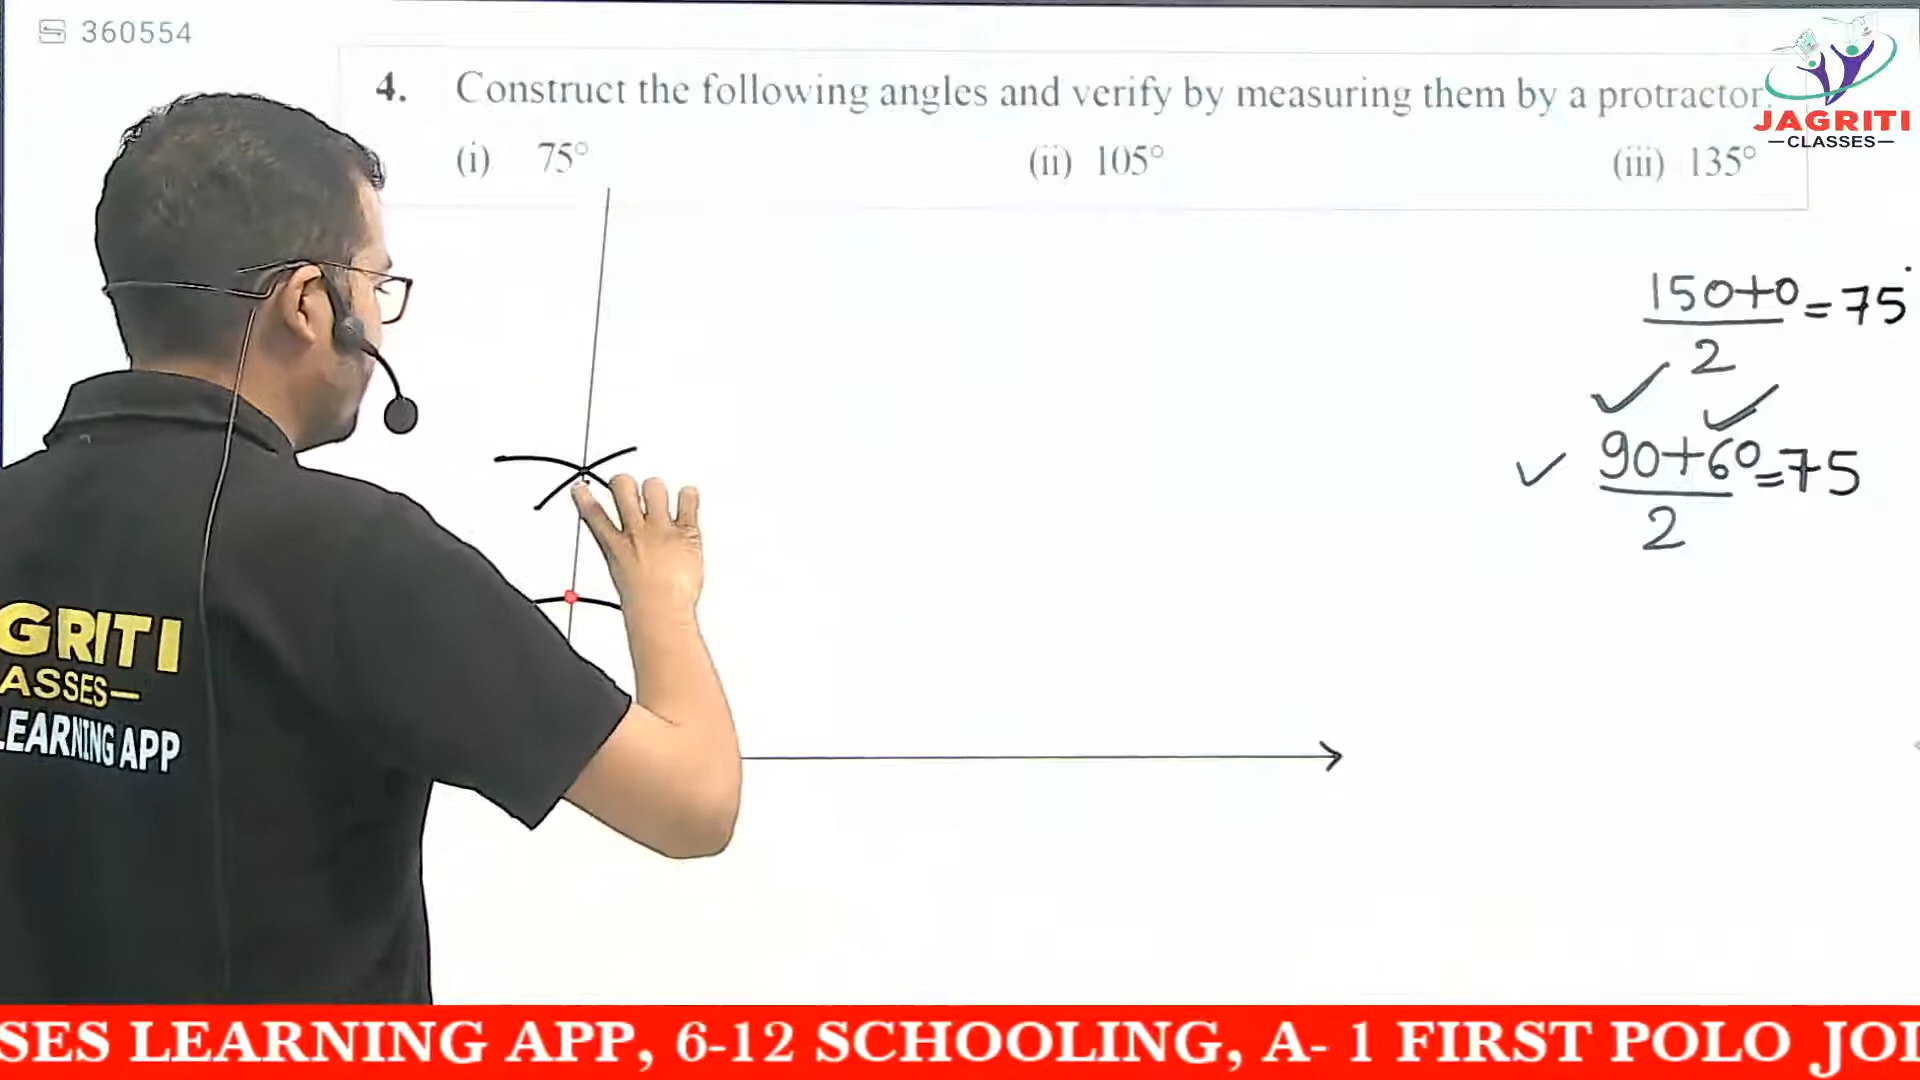 360554
4. Construct the following angles and verify by measuring them by a protractor.
(i) 75° (ii) 105° (iii) 135°
JAGRITI
—CLASSES—
150+0 = 75°
2
90+60 = 75
2
GRITI
ASSES—
LEARNING APP
SES LEARNING APP, 6-12 SCHOOLING, A- 1 FIRST POLO JOI